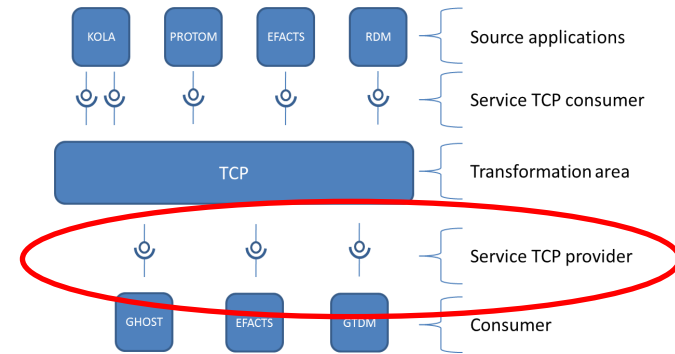 KOLA PROTOM EFACTS RDM Source applications
Service TCP consumer
TCP Transformation area
Service TCP provider
GHOST EFACTS GTDM Consumer